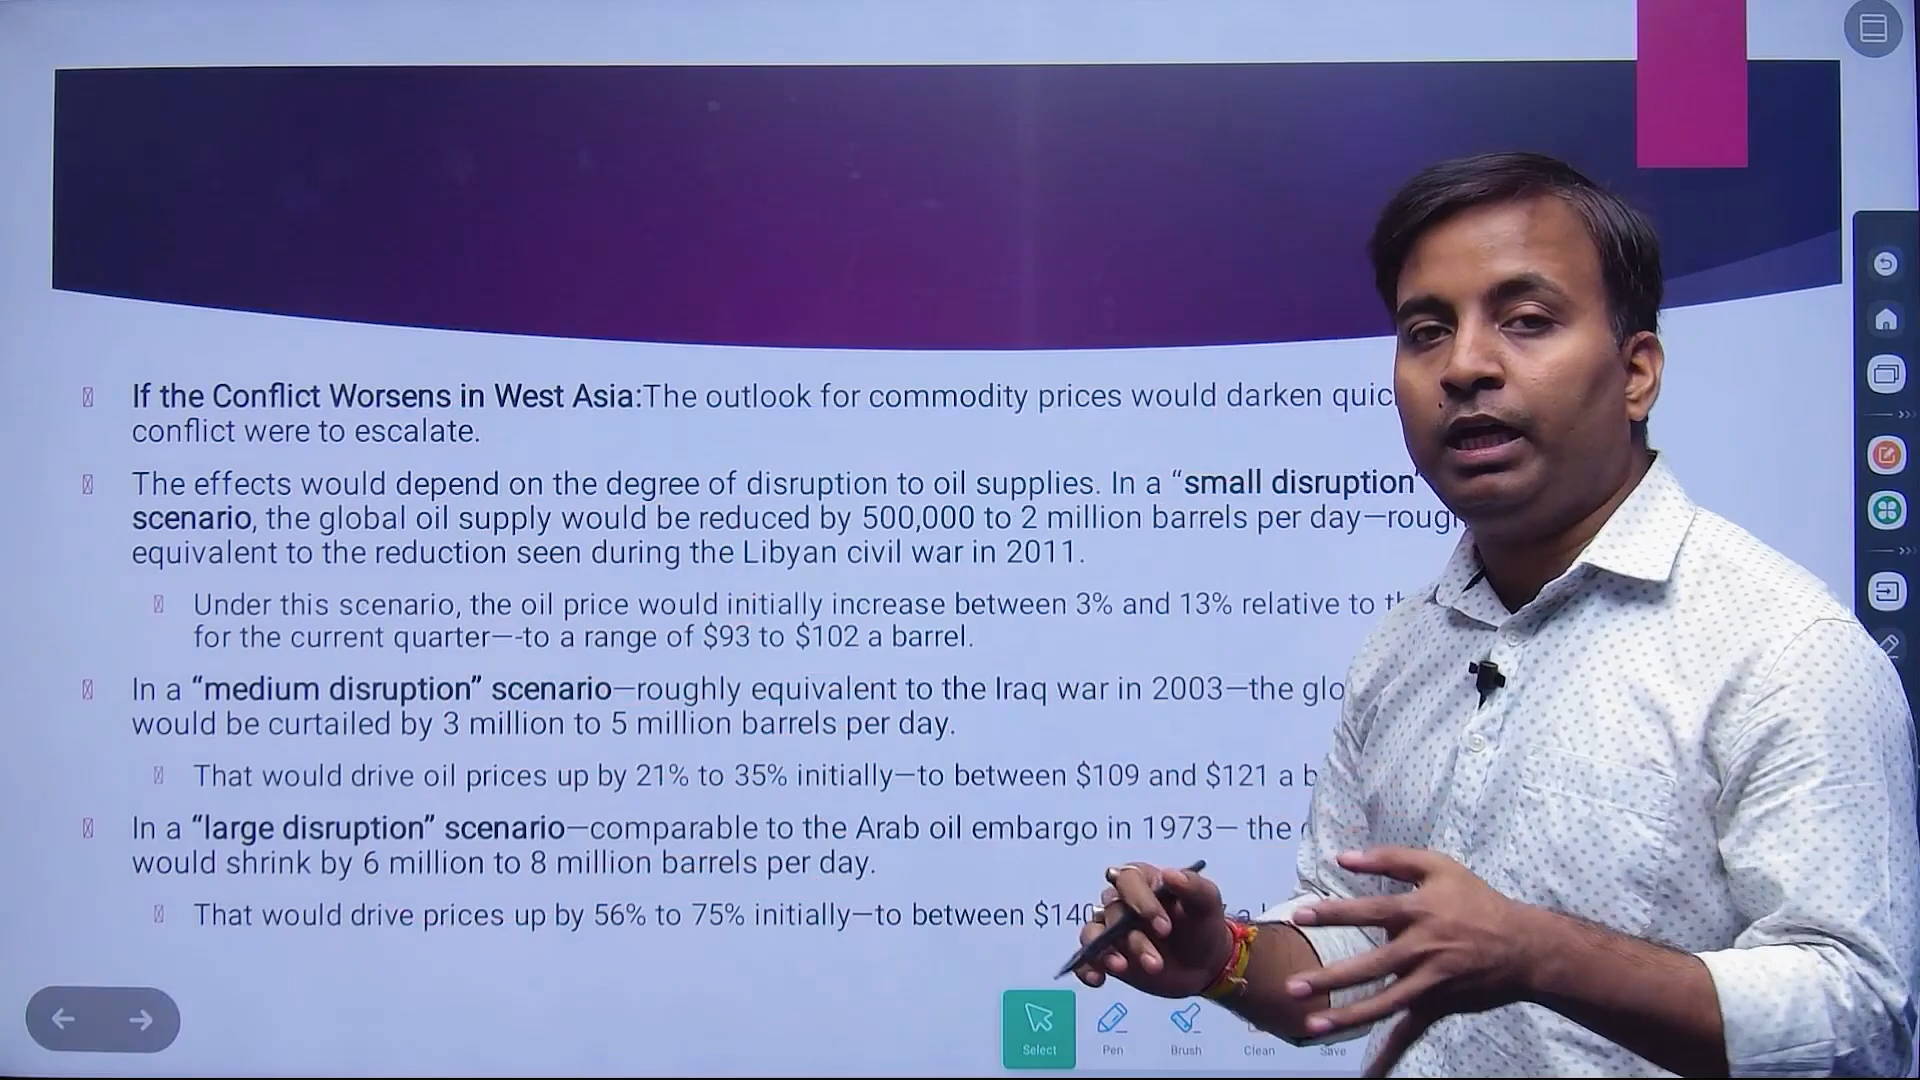 If the Conflict Worsens in West Asia:The outlook for commodity prices would darken
conflict were to escalate.
The effects would depend on the degree of disruption to oil supplies. In a “small disruption”
scenario, the global oil supply would be reduced by 500,000 to 2 million barrels per day—
equivalent to the reduction seen during the Libyan civil war in 2011.
Under this scenario, the oil price would initially increase between 3% and 13% relative to
for the current quarter—-to a range of $93 to $102 a barrel.
In a “medium disruption” scenario—roughly equivalent to the Iraq war in 2003—the
would be curtailed by 3 million to 5 million barrels per day.
That would drive oil prices up by 21% to 35% initially—to between $109 and $121 a
In a “large disruption” scenario—comparable to the Arab oil embargo in 1973— the
would shrink by 6 million to 8 million barrels per day.
That would drive prices up by 56% to 75% initially—to between $140
Select Pen Brush Clean Save